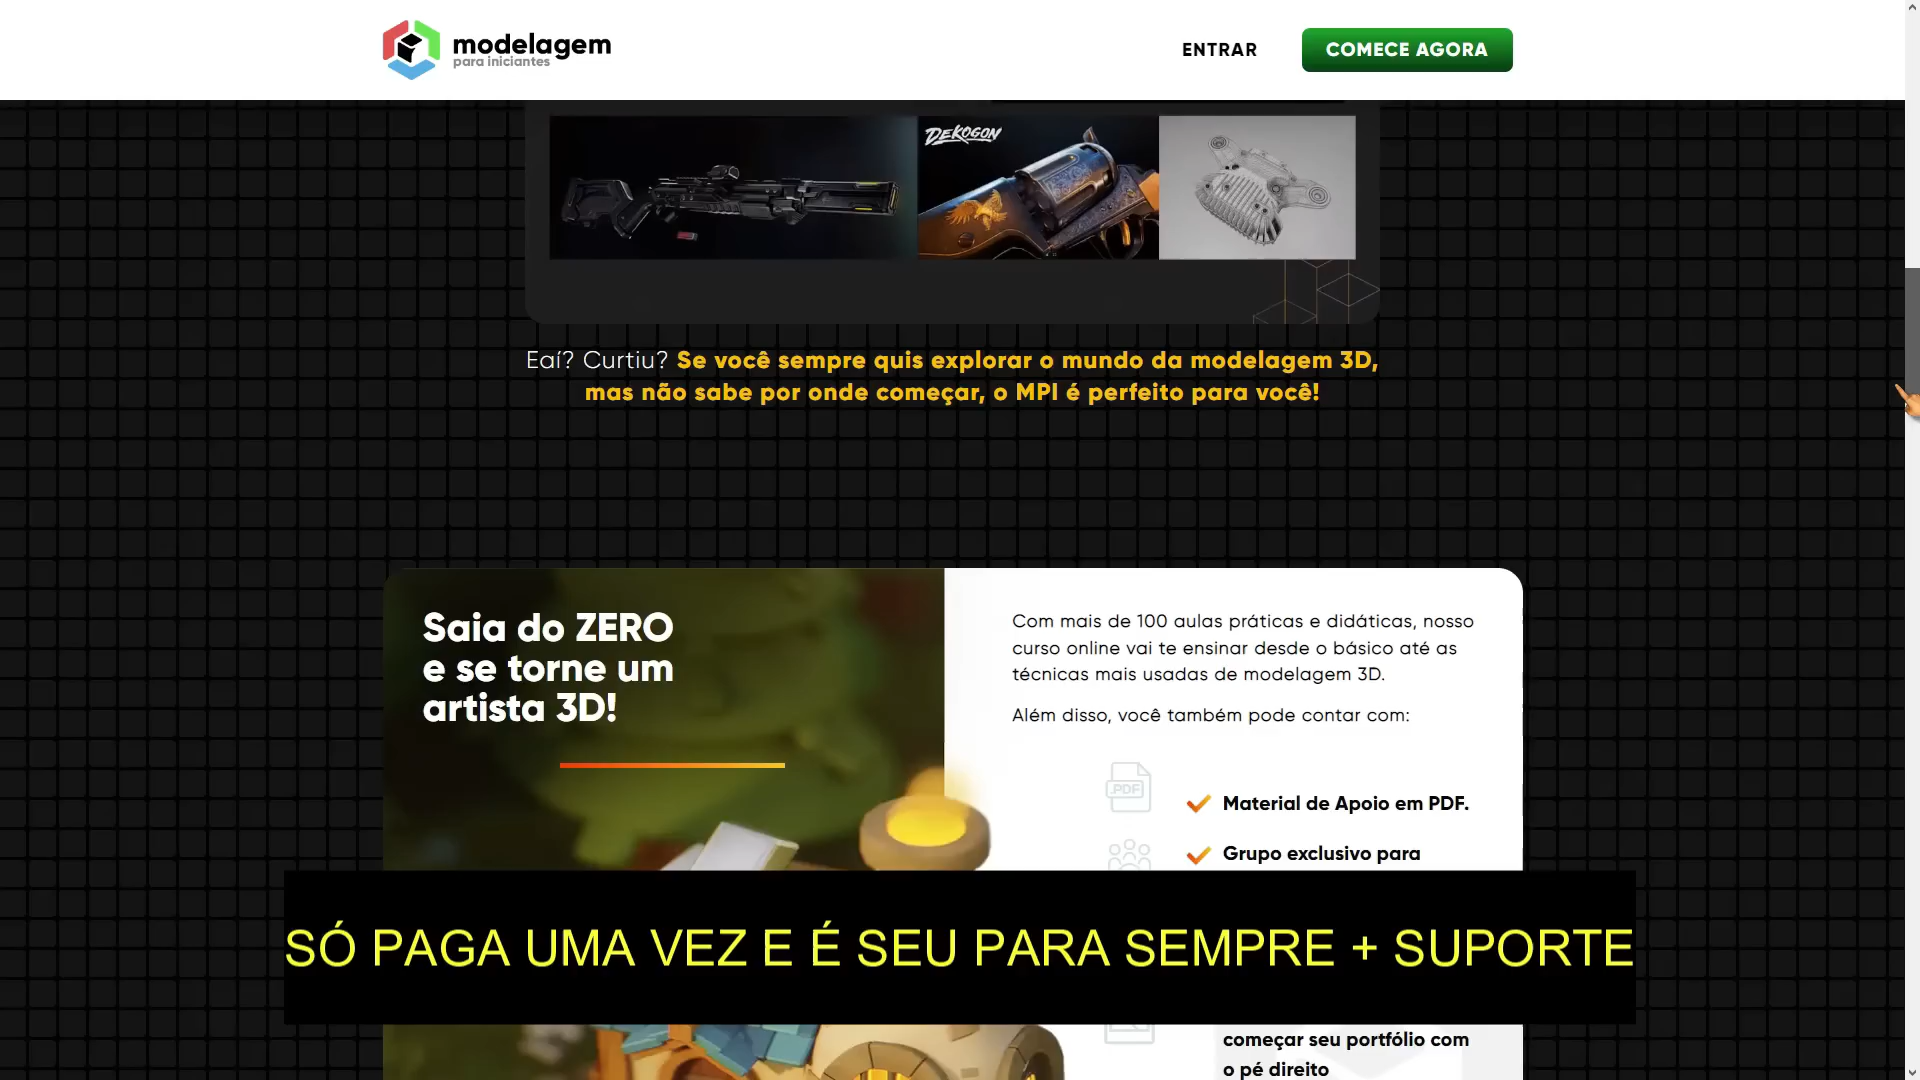 modelagem
para iniciantes
ENTRAR
COMECE AGORA
DEKOGON
Eaí? Curtiu? Se você sempre quis explorar o mundo da modelagem 3D,
mas não sabe por onde começar, o MPI é perfeito para você!
Saia do ZERO
e se torne um
artista 3D!
Com mais de 100 aulas práticas e didáticas, nosso
curso online vai te ensinar desde o básico até as
técnicas mais usadas de modelagem 3D.
Além disso, você também pode contar com:
.PDF
Material de Apoio em PDF.
Grupo exclusivo para
SÓ PAGA UMA VEZ E É SEU PARA SEMPRE + SUPORTE
começar seu portfólio com
o pé direito